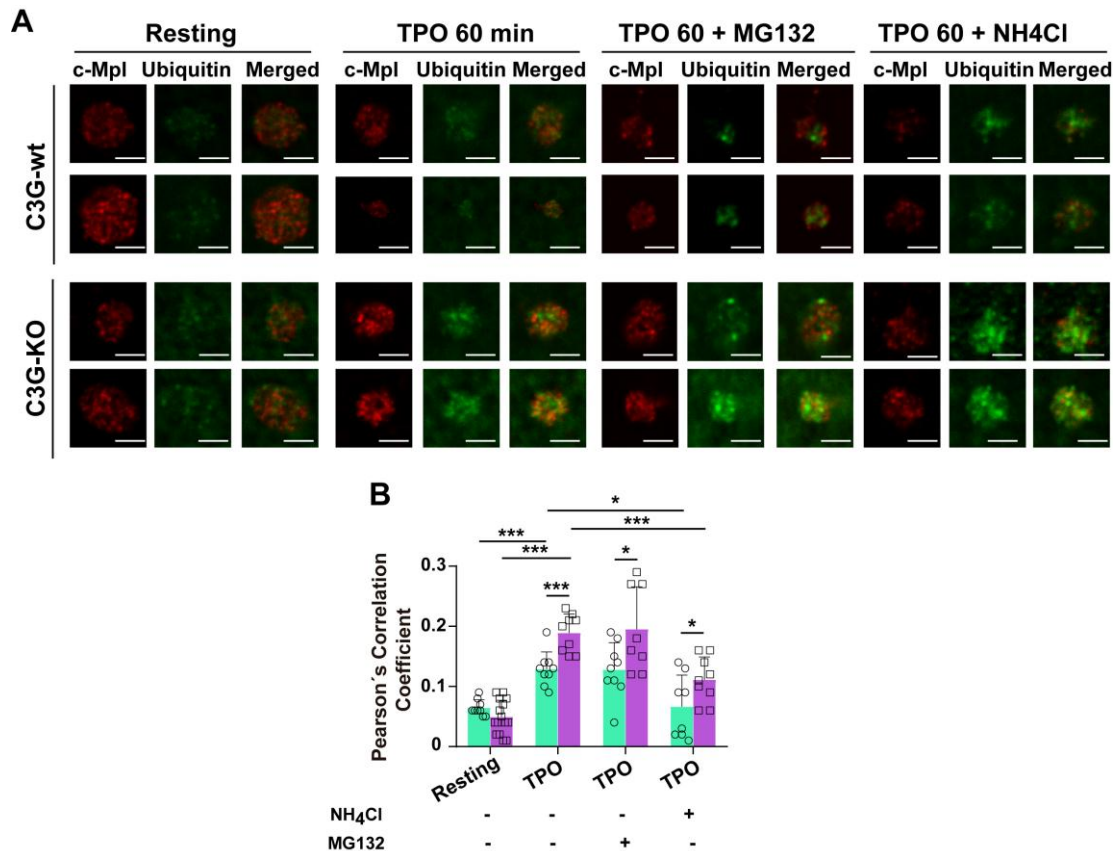 A
Resting TPO 60 min TPO 60 + MG132 TPO 60 + NH4Cl
c-Mpl Ubiquitin Merged c-Mpl Ubiquitin Merged c-Mpl Ubiquitin Merged c-Mpl Ubiquitin Merged
C3G-wt
C3G-KO
B
*
*** ***
***
*** * *
Pearson´s Correlation
Coefficient
0.3
0.2
0.1
0
Resting TPO TPO TPO
NH4Cl - - - +
MG132 - - + -